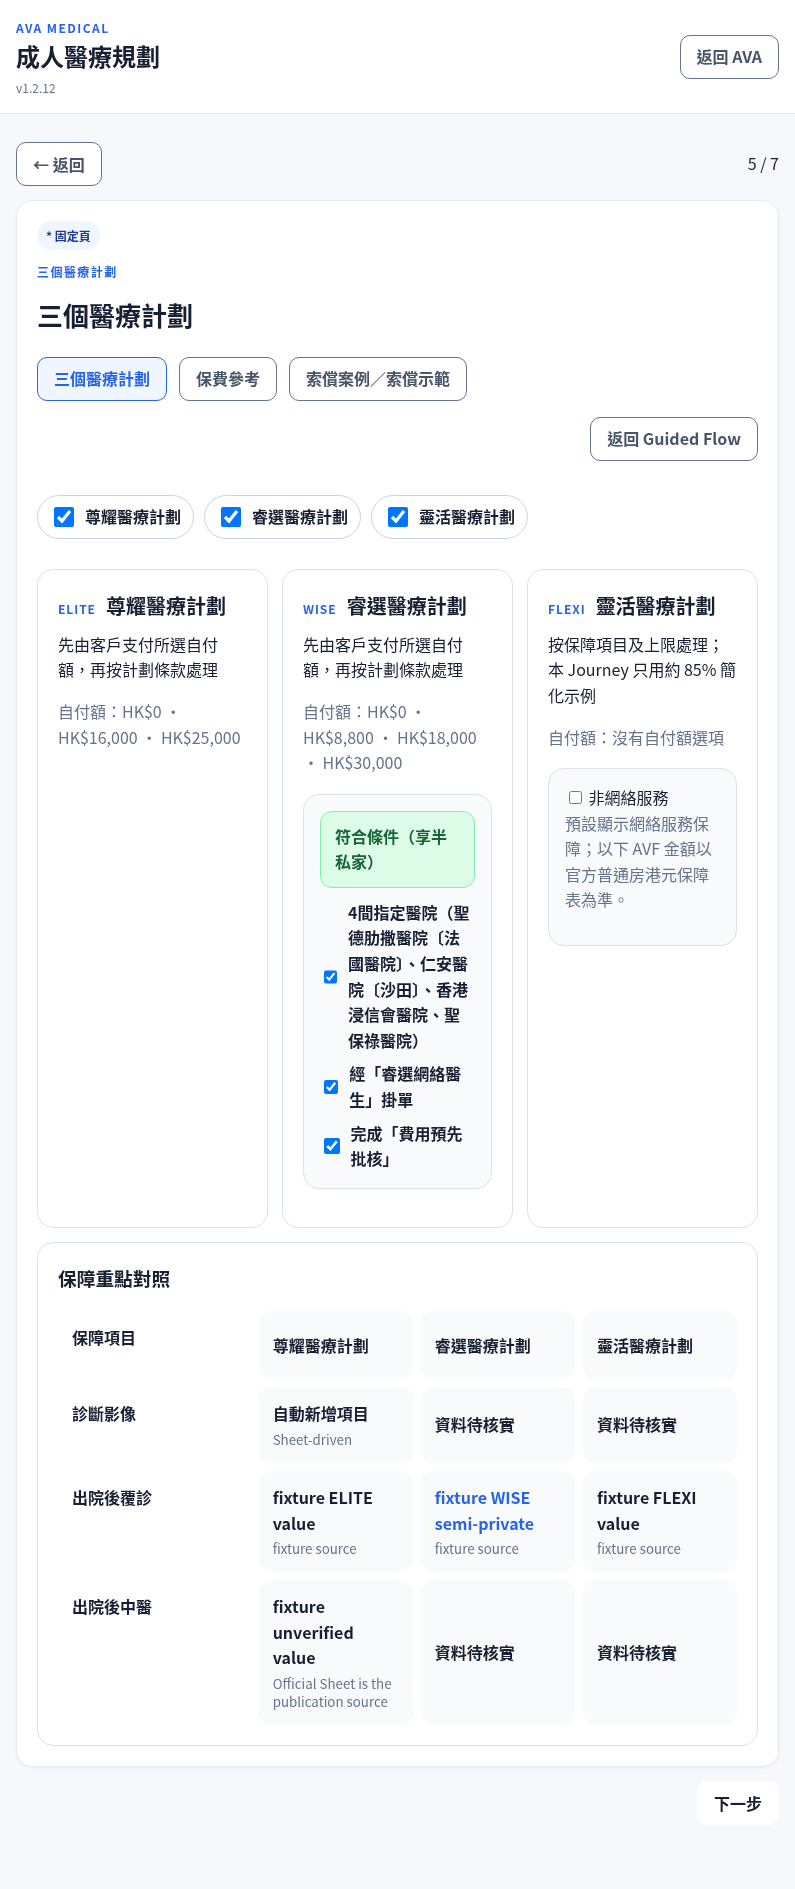 AVA MEDICAL
成人醫療規劃
v1.2.12
返回 AVA
← 返回
5 / 7
* 固定頁
三個醫療計劃
三個醫療計劃
三個醫療計劃
保費參考
索償案例／索償示範
返回 Guided Flow
尊耀醫療計劃
睿選醫療計劃
靈活醫療計劃
ELITE 尊耀醫療計劃
先由客戶支付所選自付
額，再按計劃條款處理
自付額：HK$0 ・
HK$16,000 ・ HK$25,000
WISE 睿選醫療計劃
先由客戶支付所選自付
額，再按計劃條款處理
自付額：HK$0 ・
HK$8,800 ・ HK$18,000
・ HK$30,000
符合條件（享半
私家）
4間指定醫院（聖
德肋撒醫院〔法
國醫院〕、仁安醫
院〔沙田〕、香港
浸信會醫院、聖
保祿醫院）
經「睿選網絡醫
生」掛單
完成「費用預先
批核」
FLEXI 靈活醫療計劃
按保障項目及上限處理；
本 Journey 只用約 85% 簡
化示例
自付額：沒有自付額選項
非網絡服務
預設顯示網絡服務保
障；以下 AVF 金額以
官方普通房港元保障
表為準。
保障重點對照
保障項目
尊耀醫療計劃
睿選醫療計劃
靈活醫療計劃
診斷影像
自動新增項目
Sheet-driven
資料待核實
資料待核實
出院後覆診
fixture ELITE
value
fixture source
fixture WISE
semi-private
fixture source
fixture FLEXI
value
fixture source
出院後中醫
fixture
unverified
value
Official Sheet is the
publication source
資料待核實
資料待核實
下一步